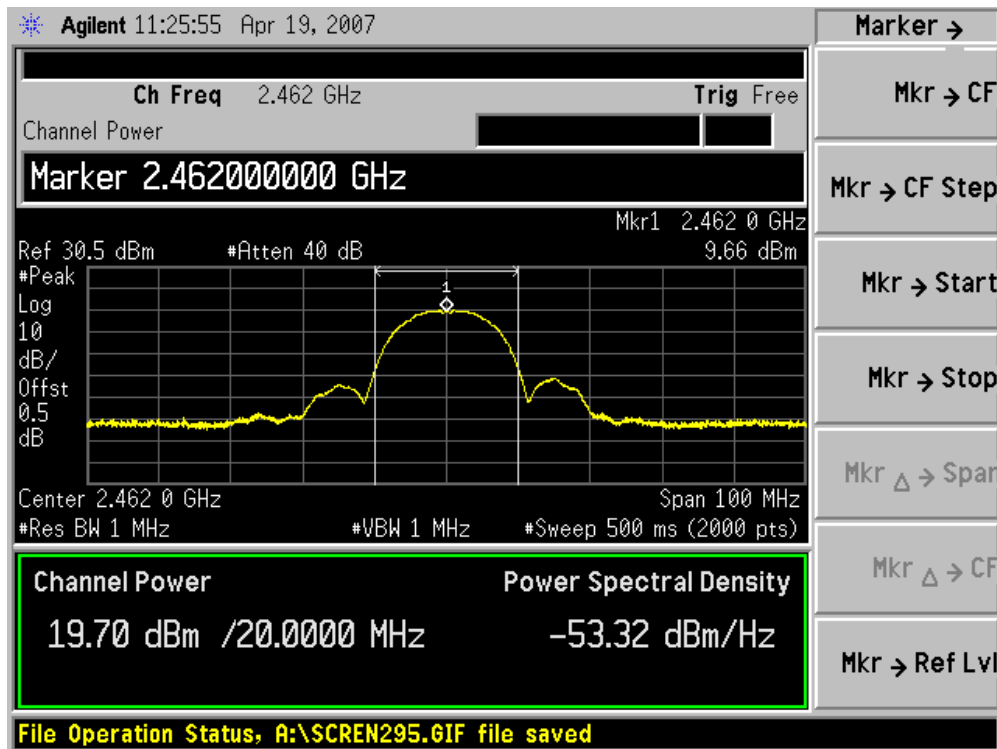 Agilent 11:25:55 Apr 19, 2007
Marker →
Ch Freq 2.462 GHz
Trig Free
Channel Power
Marker 2.462000000 GHz
Mkr1 2.462 0 GHz
Ref 30.5 dBm #Atten 40 dB 9.66 dBm
#Peak
Log
10
dB/
Offst
0.5
dB
1
Center 2.462 0 GHz Span 100 MHz
#Res BW 1 MHz #VBW 1 MHz #Sweep 500 ms (2000 pts)
Channel Power Power Spectral Density
19.70 dBm /20.0000 MHz -53.32 dBm/Hz
File Operation Status, A:\SCREN295.GIF file saved
Mkr → CF
Mkr → CF Step
Mkr → Start
Mkr → Stop
Mkr Δ → Span
Mkr Δ → CF
Mkr → Ref Lvl